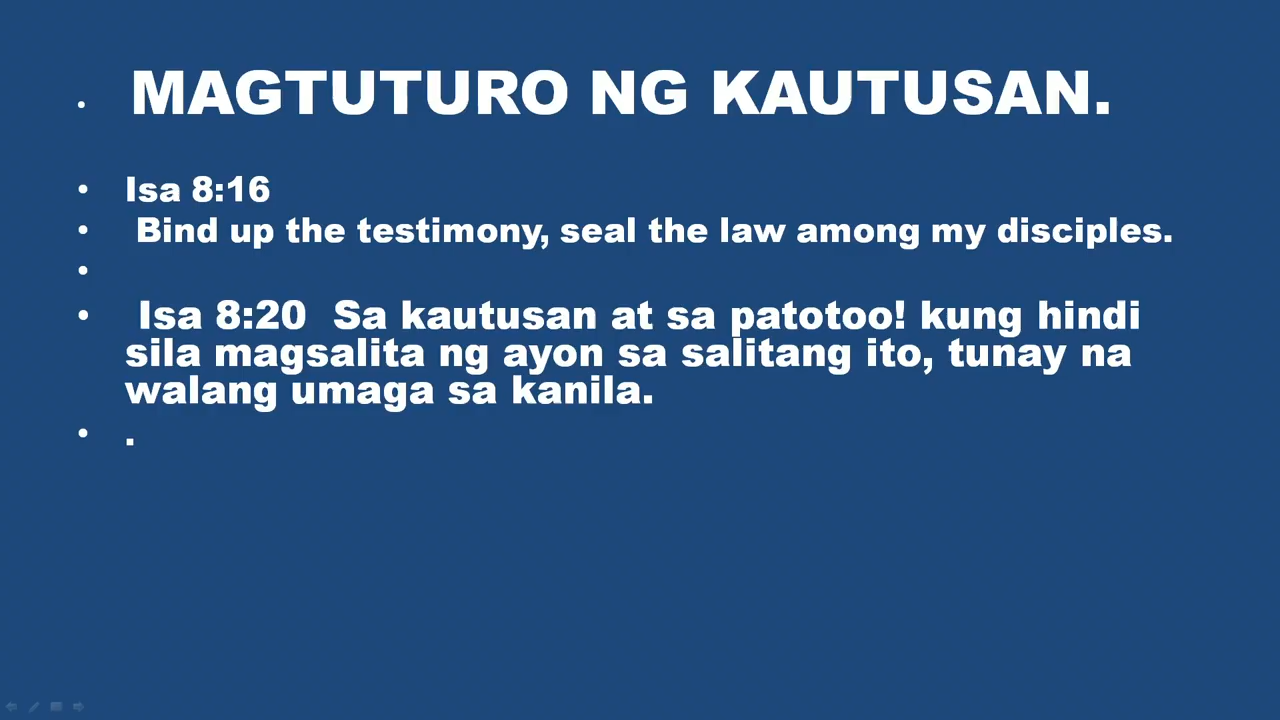 • MAGTUTURO NG KAUTUSAN.
• Isa 8:16
• Bind up the testimony, seal the law among my disciples.
•
• Isa 8:20 Sa kautusan at sa patotoo! kung hindi
sila magsalita ng ayon sa salitang ito, tunay na
walang umaga sa kanila.
• .